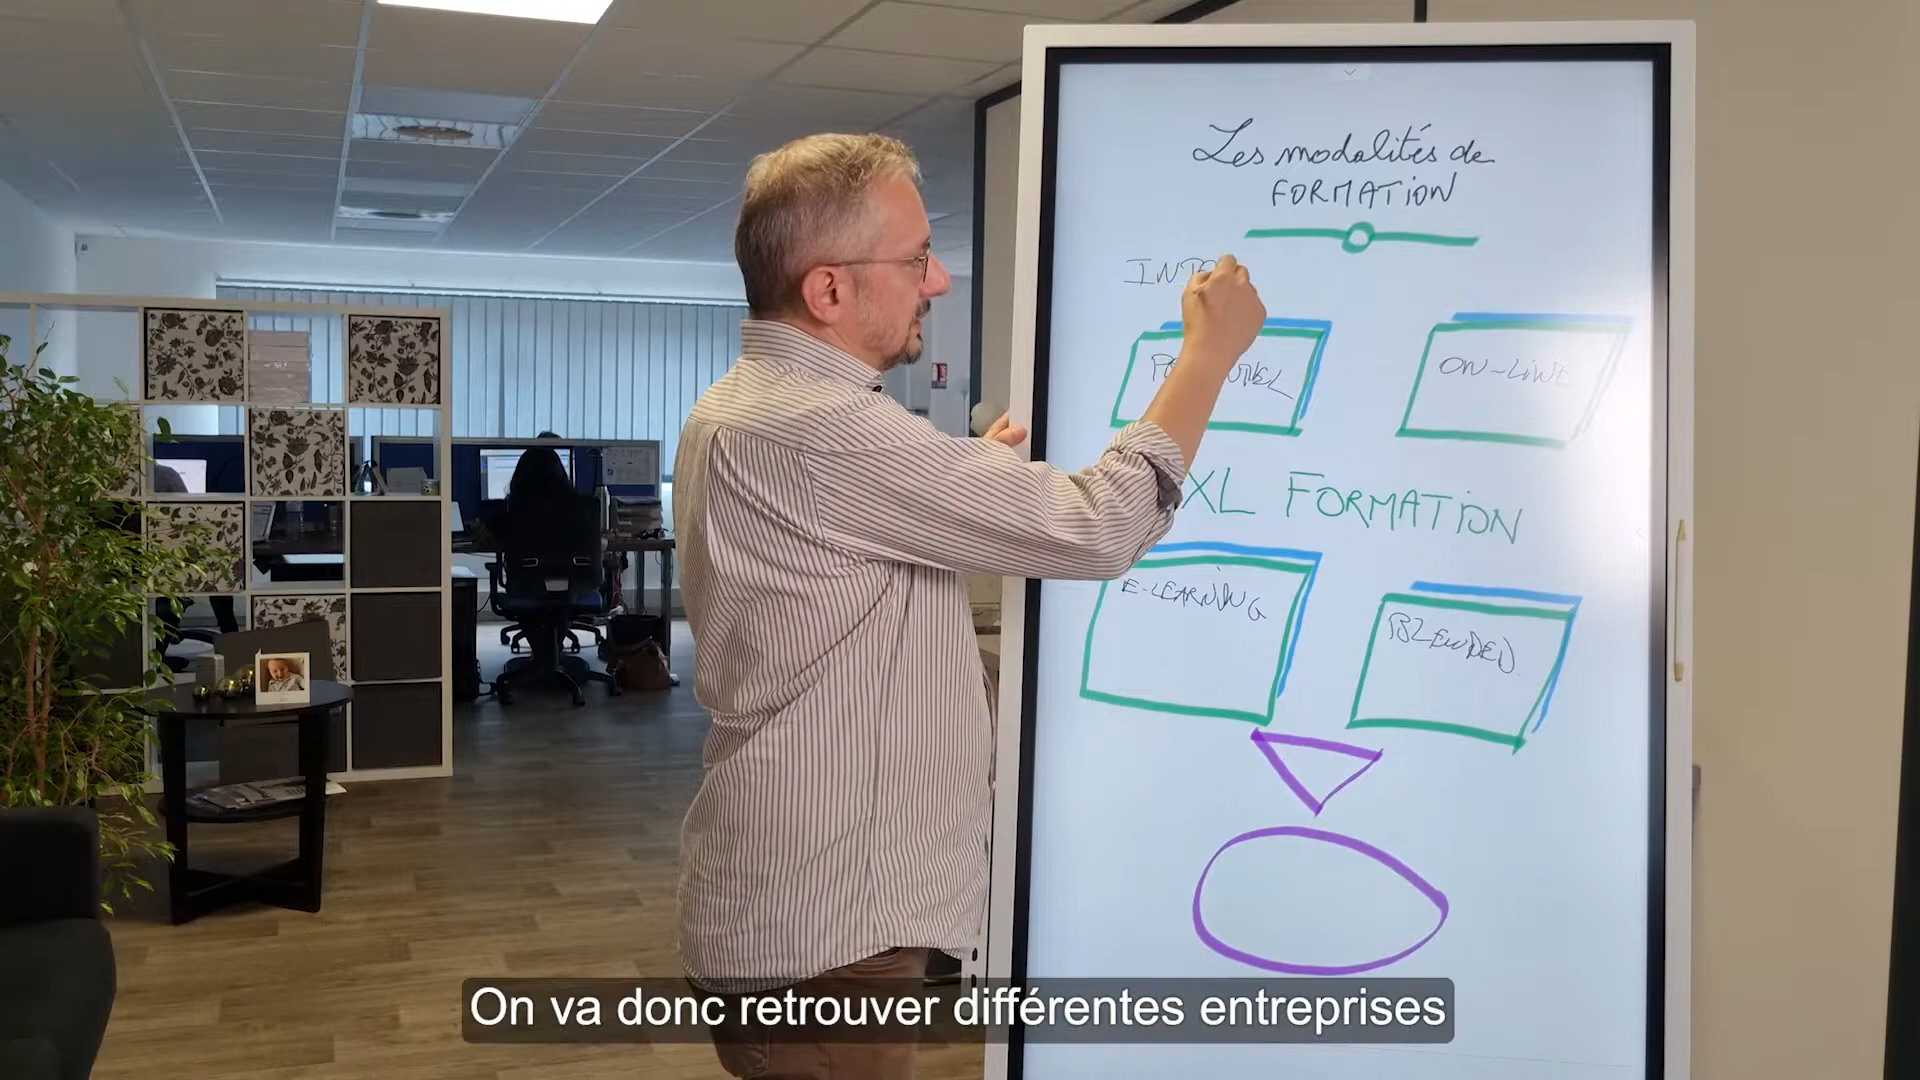 Les modalités de
FORMATION
ON-LINE
XL FORMATION
E-LEARNING
BLENDED
On va donc retrouver différentes entreprises